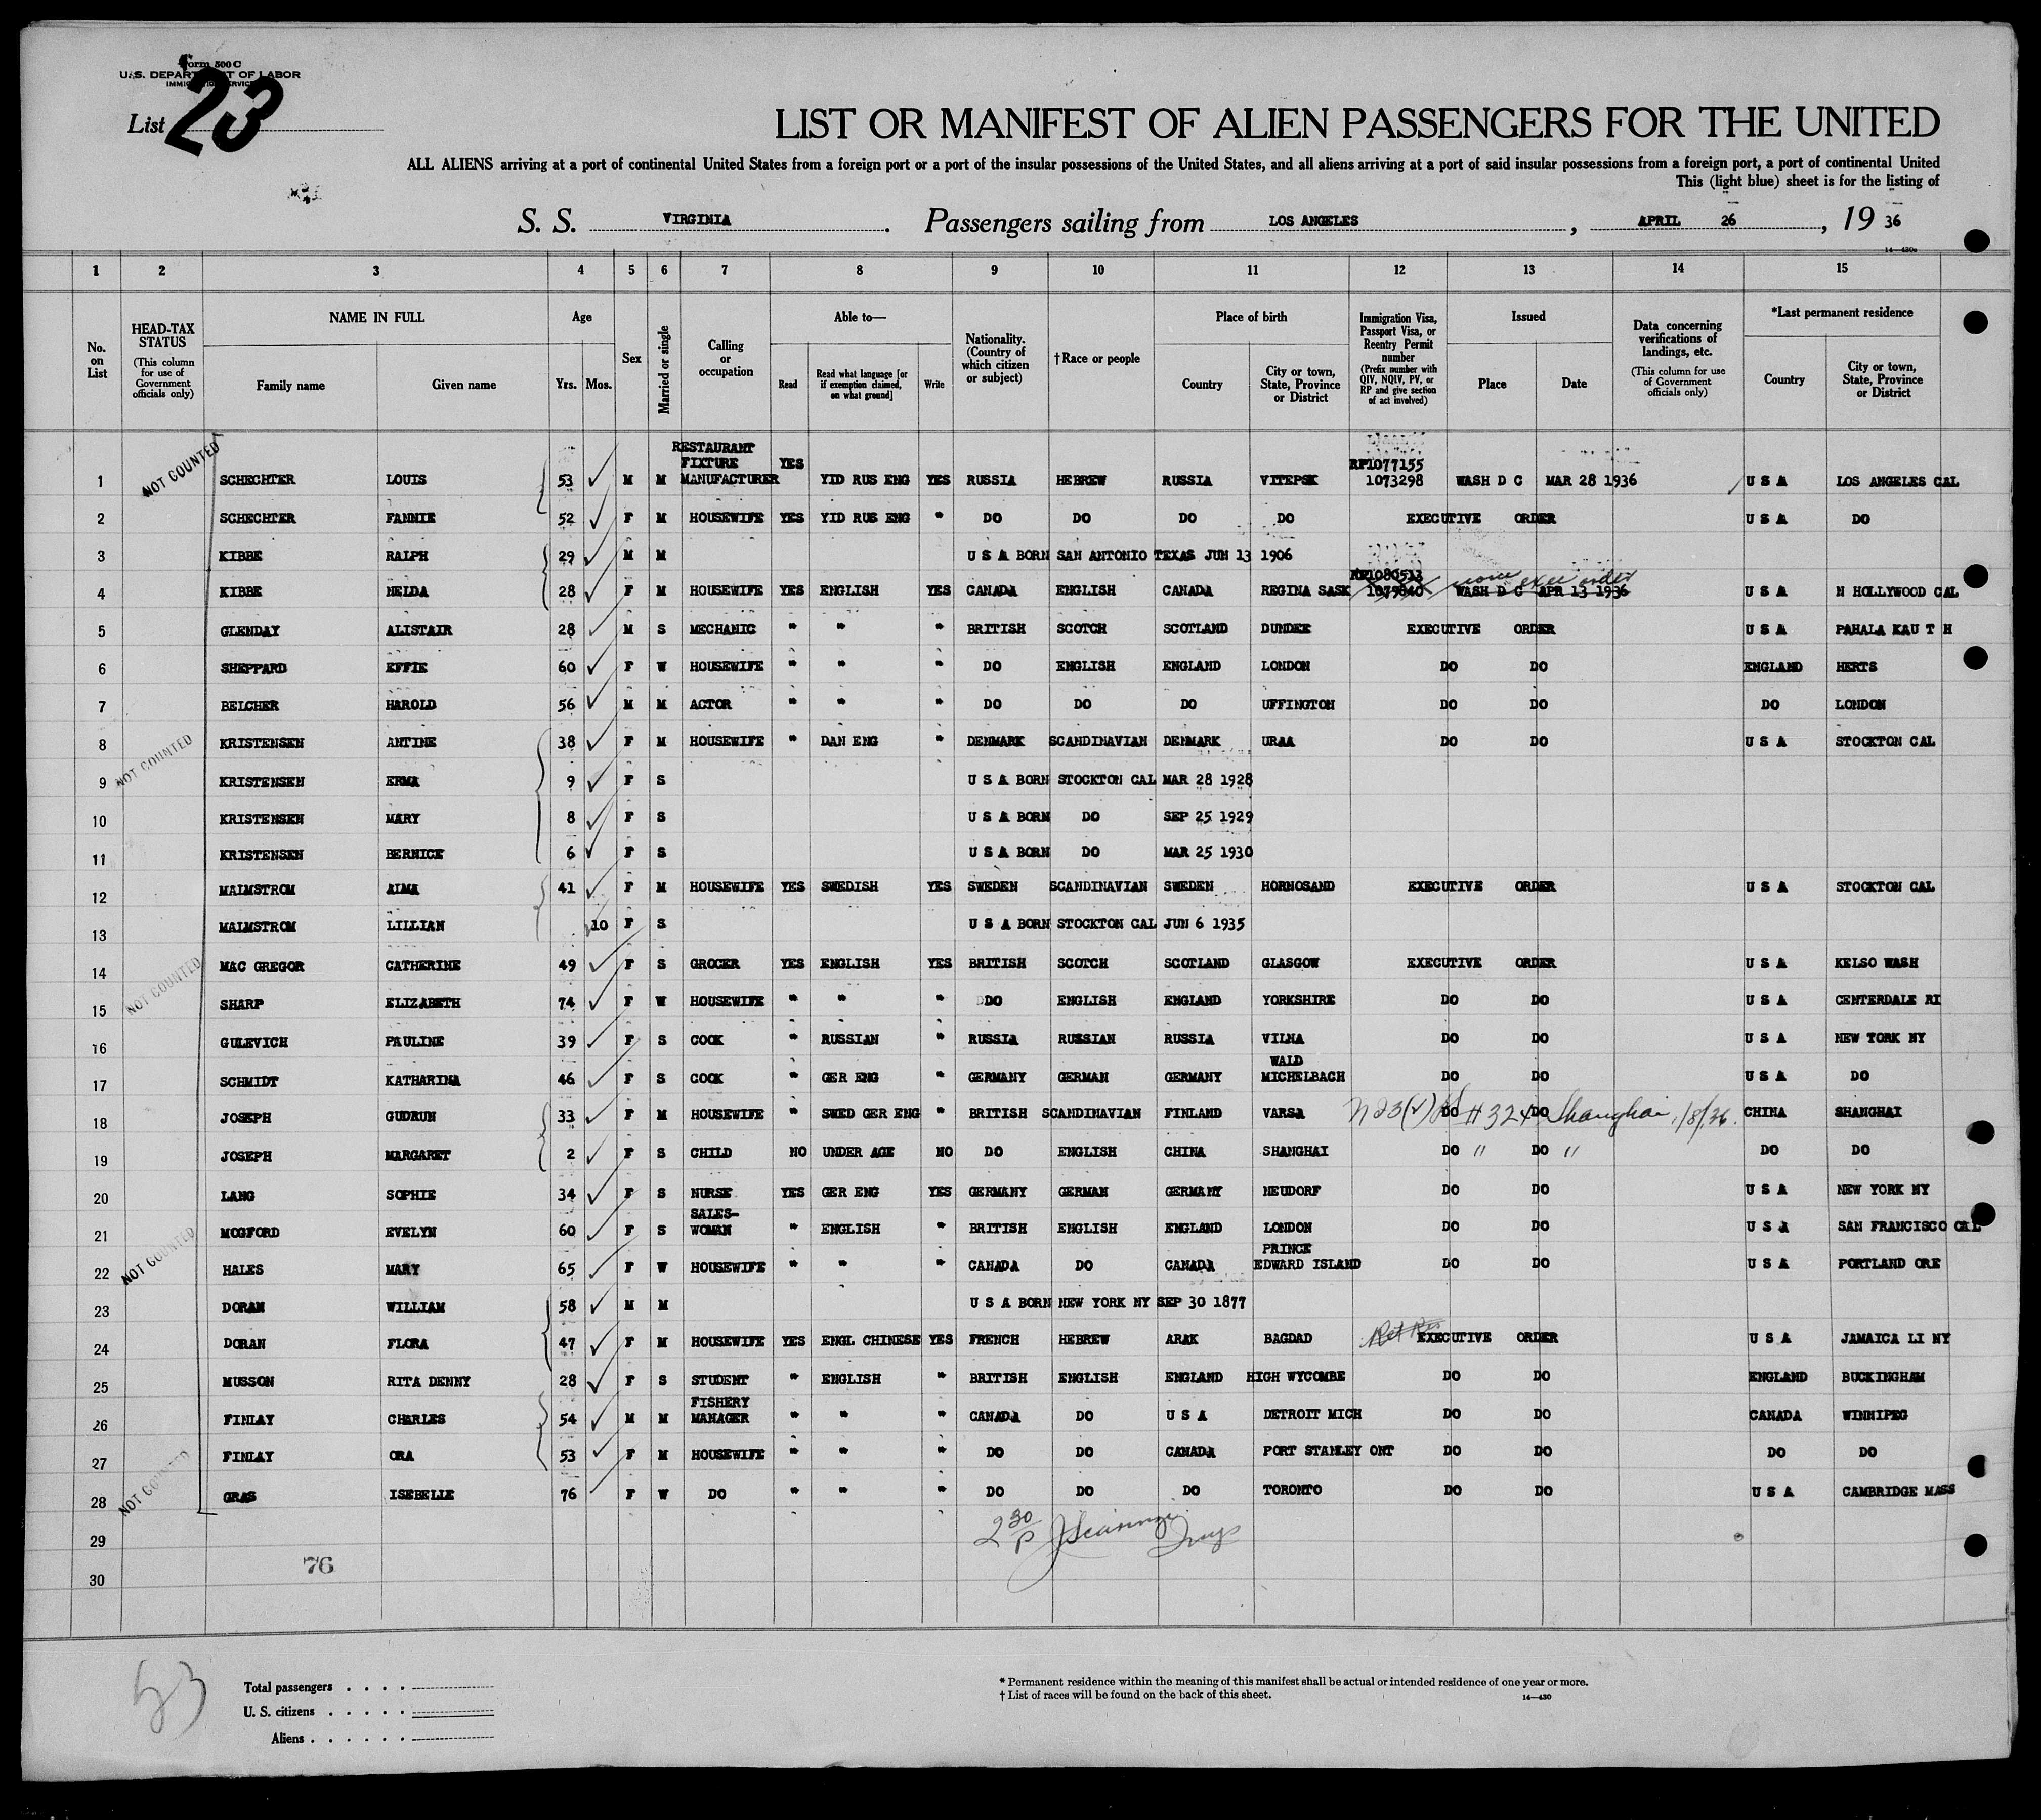 Form 500 C
U. S. DEPARTMENT OF LABOR
List 23
LIST OR MANIFEST OF ALIEN PASSENGERS FOR THE UNITED
ALL ALIENS arriving at a port of continental United States from a foreign port or a port of the insular possessions of the United States, and all aliens arriving at a port of said insular possessions from a foreign port, a port of continental United
This (light blue) sheet is for the listing of
S. S. VIRGINIA. Passengers sailing from LOS ANGELES, APRIL 26, 19 36
1 2 3 4 5 6 7 8 9 10 11 12 13 14 15
No. on List
HEAD-TAX STATUS (This column for use of Government officials only)
NAME IN FULL Family name Given name
Age Yrs. Mos.
Sex
Married or single
Calling or occupation
Able to— Read Read what language [or if exemption claimed, on what ground] Write
Nationality. (Country of which citizen or subject)
†Race or people
Place of birth Country City or town, State, Province or District
Immigration Visa, Passport Visa, or Reentry Permit number (Prefix number with QIV, NQIV, PV, or RP and give section of act involved)
Issued Place Date
Data concerning verifications of landings, etc. (This column for use of Government officials only)
*Last permanent residence Country City or town, State, Province or District
NOT COUNTED
1 SCHECHTER LOUIS 53 M M RESTAURANT FIXTURE MANUFACTURER YES YID RUS ENG YES RUSSIA HEBREW RUSSIA VITEPSK RP1077155 1073298 WASH D C MAR 28 1936 U S A LOS ANGELES CAL
2 SCHECHTER FANNIE 52 F M HOUSEWIFE YES YID RUS ENG " DO DO DO DO EXECUTIVE ORDER U S A DO
3 KIBBE RALPH 29 M M U S A BORN SAN ANTONIO TEXAS JUN 13 1906
4 KIBBE NELDA 28 F M HOUSEWIFE YES ENGLISH YES CANADA ENGLISH CANADA REGINA SASK RP1080513 1079840 WASH D C APR 13 1936 exec order U S A N HOLLYWOOD CAL
5 GLENDAY ALISTAIR 28 M S MECHANIC " " " BRITISH SCOTCH SCOTLAND DUNDEE EXECUTIVE ORDER U S A PAHALA KAU T H
6 SHEPPARD EFFIE 60 F W HOUSEWIFE " " " DO ENGLISH ENGLAND LONDON DO DO ENGLAND HERTS
7 BELCHER HAROLD 56 M M ACTOR " " " DO DO DO UFFINGTON DO DO DO LONDON
8 KRISTENSEN ANTINE 38 F M HOUSEWIFE " DAN ENG " DENMARK SCANDINAVIAN DENMARK URAA DO DO U S A STOCKTON CAL
NOT COUNTED
9 KRISTENSEN ERMA 9 F S U S A BORN STOCKTON CAL MAR 28 1928
10 KRISTENSEN MARY 8 F S U S A BORN DO SEP 25 1929
11 KRISTENSEN BERNICE 6 F S U S A BORN DO MAR 25 1930
12 MALMSTROM ALMA 41 F M HOUSEWIFE YES SWEDISH YES SWEDEN SCANDINAVIAN SWEDEN HORNOSAND EXECUTIVE ORDER U S A STOCKTON CAL
13 MALMSTROM LILLIAN 10 F S U S A BORN STOCKTON CAL JUN 6 1935
14 MAC GREGOR CATHERINE 49 F S GROCER YES ENGLISH YES BRITISH SCOTCH SCOTLAND GLASGOW EXECUTIVE ORDER U S A KELSO WASH
NOT COUNTED
15 SHARP ELIZABETH 74 F W HOUSEWIFE " " " DO ENGLISH ENGLAND YORKSHIRE DO DO U S A CENTERDALE RI
16 GULEVICH PAULINE 39 F S COOK " RUSSIAN " RUSSIA RUSSIAN RUSSIA VILNA DO DO U S A NEW YORK NY
17 SCHMIDT KATHARINA 46 F S COOK " GER ENG " GERMANY GERMAN GERMANY WALD MICHELBACH DO DO U S A DO
18 JOSEPH GUDRUN 33 F M HOUSEWIFE " SWED GER ENG " BRITISH SCANDINAVIAN FINLAND VARSA DO # 324 DO Shanghai, 1/8/36. CHINA SHANGHAI
19 JOSEPH MARGARET 2 F S CHILD NO UNDER AGE NO DO ENGLISH CHINA SHANGHAI DO " DO " DO DO
20 LANG SOPHIE 34 F S NURSE YES GER ENG YES GERMANY GERMAN GERMANY NEUDORF DO DO U S A NEW YORK NY
21 MOGFORD EVELYN 60 F S SALES-WOMAN " ENGLISH " BRITISH ENGLISH ENGLAND LONDON DO DO U S A SAN FRANCISCO CAL
NOT COUNTED
22 HALES MARY 65 F W HOUSEWIFE " " " CANADA DO CANADA PRINCE EDWARD ISLAND DO DO U S A PORTLAND ORE
23 DORAN WILLIAM 58 M M U S A BORN NEW YORK NY SEP 30 1877
24 DORAN FLORA 47 F M HOUSEWIFE YES ENGL CHINESE YES FRENCH HEBREW ARAK BAGDAD EXECUTIVE ORDER U S A JAMAICA LI NY
25 MUSSON RITA DENNY 28 F S STUDENT " ENGLISH " BRITISH ENGLISH ENGLAND HIGH WYCOMBE DO DO ENGLAND BUCKINGHAM
26 FINLAY CHARLES 54 M M FISHERY MANAGER " " " CANADA DO U S A DETROIT MICH DO DO CANADA WINNIPEG
27 FINLAY ORA 53 F M HOUSEWIFE " " " DO DO CANADA PORT STANLEY ONT DO DO DO DO
28 GRAS ISEBELLE 76 F W DO " " " DO DO DO TORONTO DO DO U S A CAMBRIDGE MASS
NOT COUNTED
29 2 30 P
30
76
53
Total passengers . . . .
U. S. citizens . . . . .
Aliens . . . . . .
* Permanent residence within the meaning of this manifest shall be actual or intended residence of one year or more.
† List of races will be found on the back of this sheet.
14—430